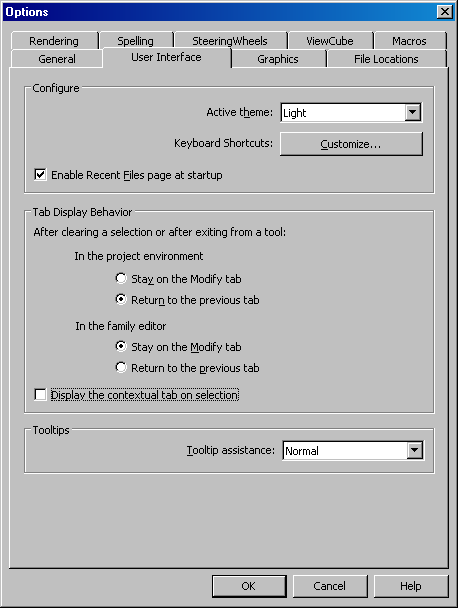 Options
Rendering Spelling SteeringWheels ViewCube Macros
General User Interface Graphics File Locations
Configure
Active theme: Light
Keyboard Shortcuts: Customize...
Enable Recent Files page at startup
Tab Display Behavior
After clearing a selection or after exiting from a tool:
In the project environment
Stay on the Modify tab
Return to the previous tab
In the family editor
Stay on the Modify tab
Return to the previous tab
Display the contextual tab on selection
Tooltips
Tooltip assistance: Normal
OK Cancel Help